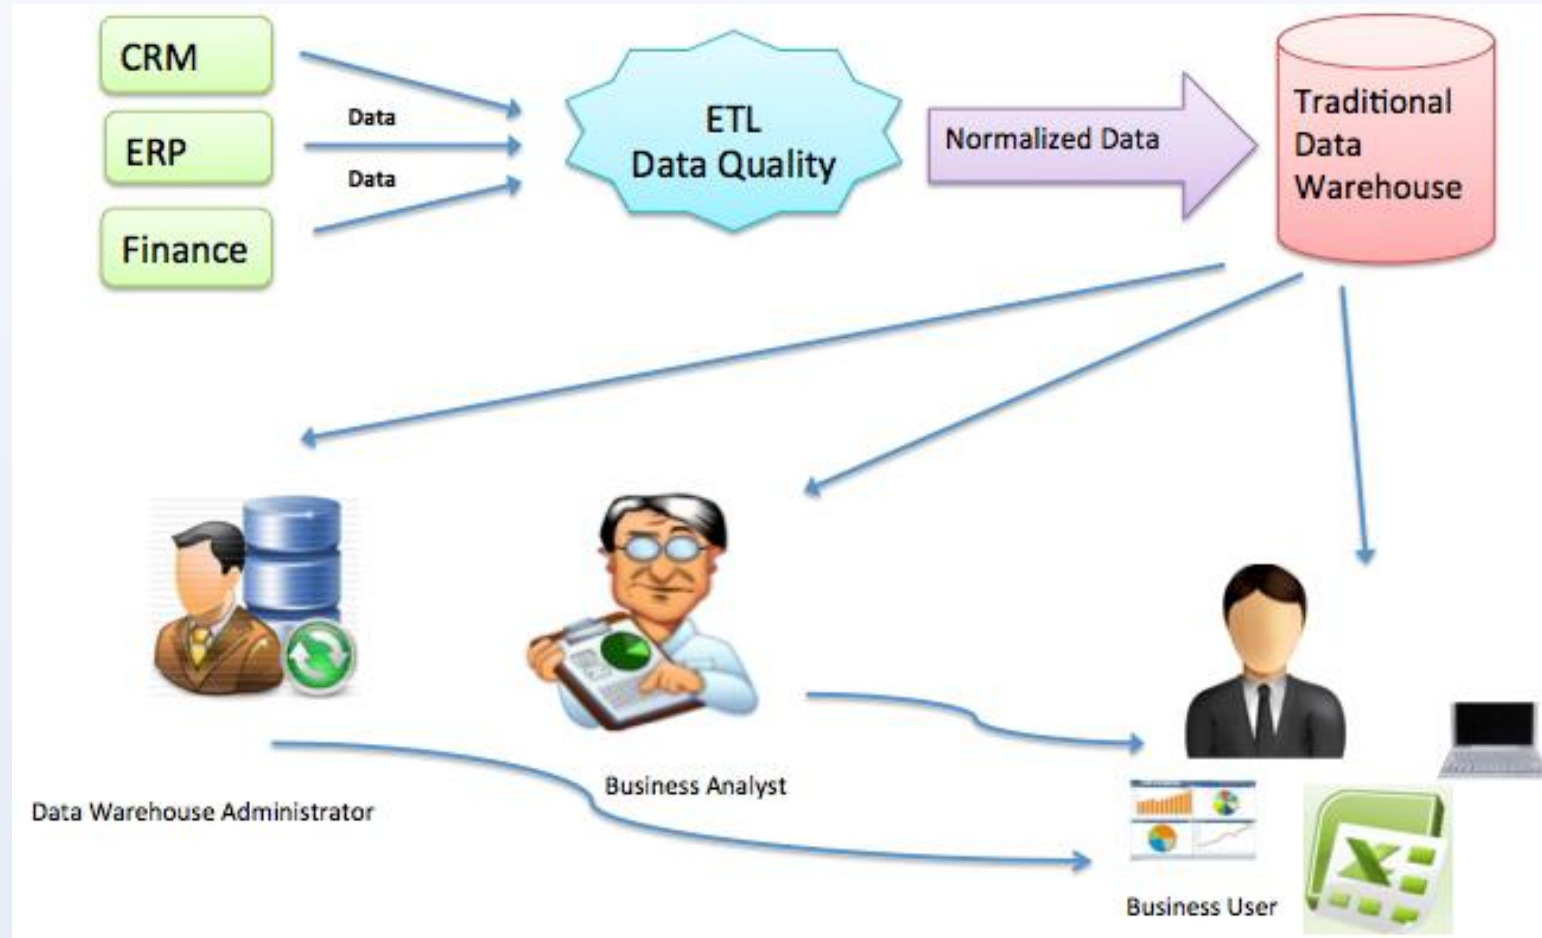 CRM
ERP
Finance
Data
Data
ETL
Data Quality
Normalized Data
Traditional
Data
Warehouse
Data Warehouse Administrator
Business Analyst
Business User